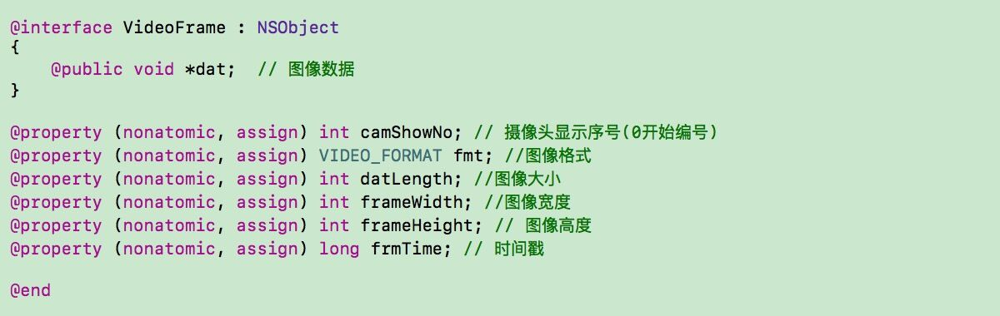 @interface VideoFrame : NSObject
{
    @public void *dat;  // 图像数据
}
@property (nonatomic, assign) int camShowNo; // 摄像头显示序号(0开始编号)
@property (nonatomic, assign) VIDEO_FORMAT fmt; //图像格式
@property (nonatomic, assign) int datLength; //图像大小
@property (nonatomic, assign) int frameWidth; //图像宽度
@property (nonatomic, assign) int frameHeight; // 图像高度
@property (nonatomic, assign) long frmTime; // 时间戳
@end